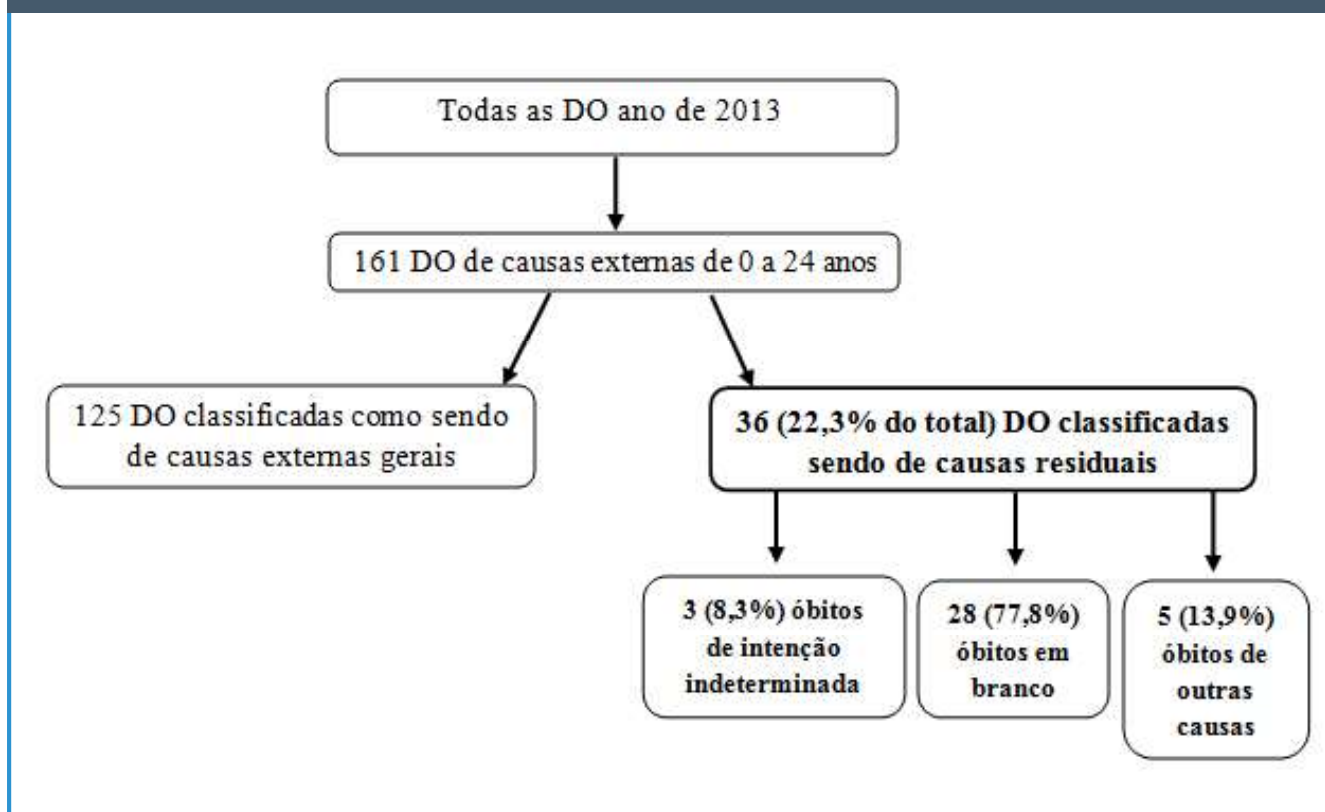 Todas as DO ano de 2013
161 DO de causas externas de 0 a 24 anos
125 DO classificadas como sendo
de causas externas gerais
36 (22,3% do total) DO classificadas
sendo de causas residuais
3 (8,3%) óbitos
de intenção
indeterminada
28 (77,8%)
óbitos em
branco
5 (13,9%)
óbitos de
outras
causas